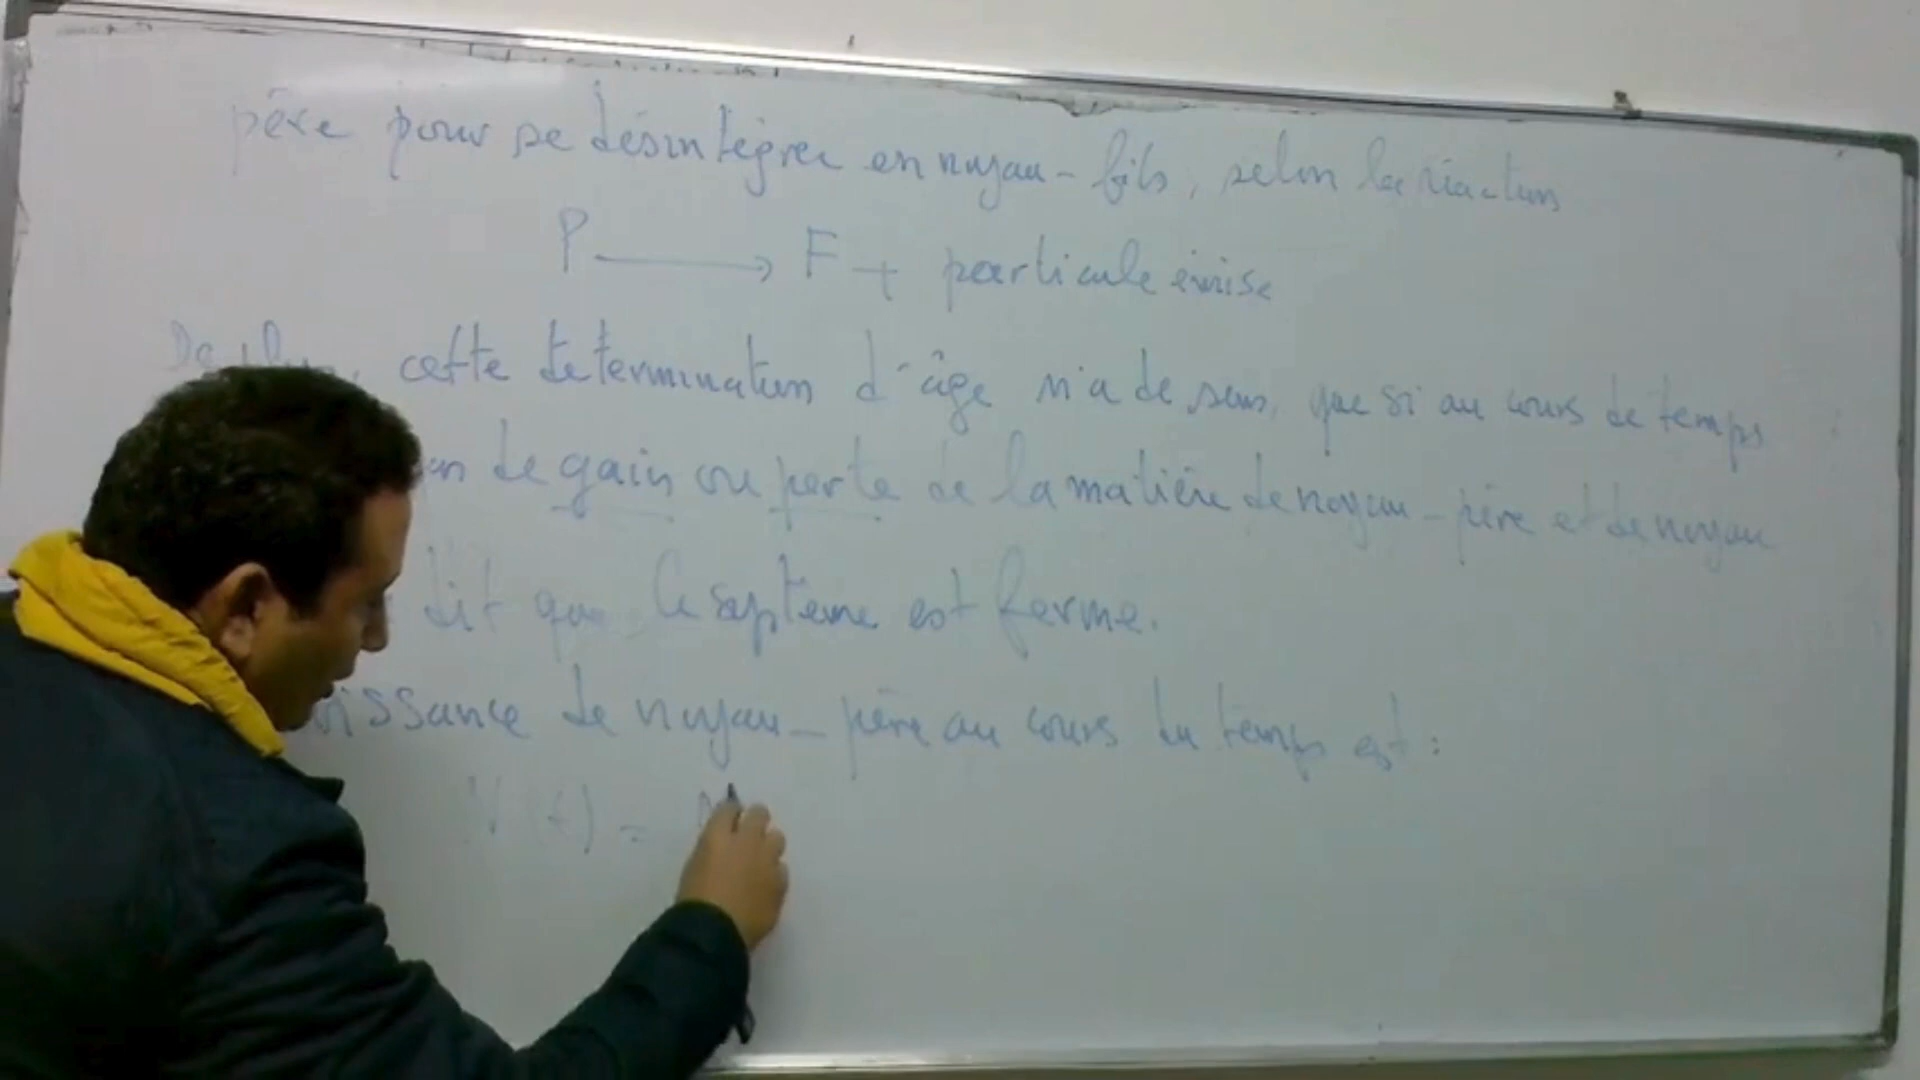 père pour se désintégrer en noyau-fils, selon la réaction
P → F + particule émise
De plus, cette determination d'âge n'a de sens, que si au cours de temps
de gain ou perte de la matière de noyau-père et de noyau
dit que le système est fermé.
issance de noyau-père au cours du temps est :
N(t) = N